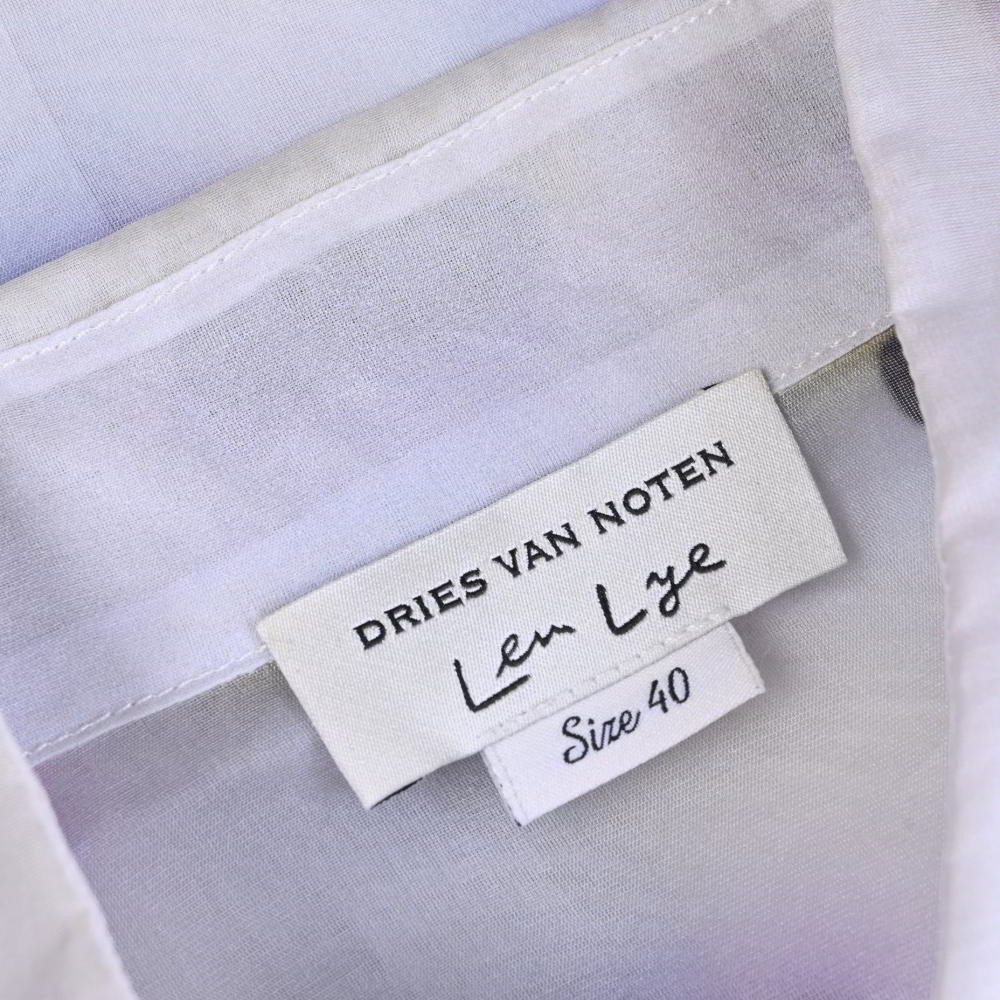 DRIES VAN NOTEN
Len Lye
Size 40